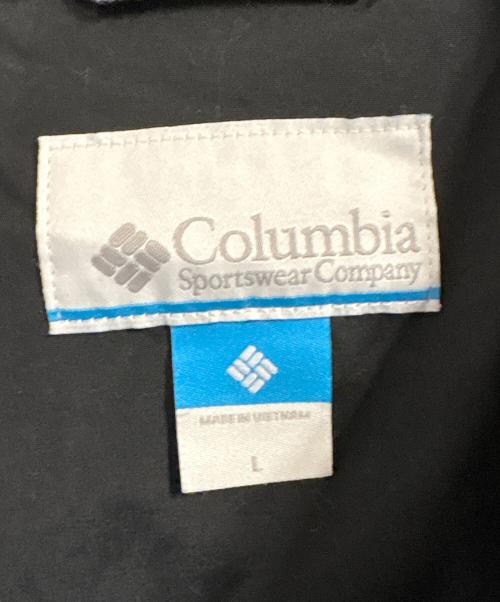 Columbia
Sportswear Company
MADE IN VIETNAM
L